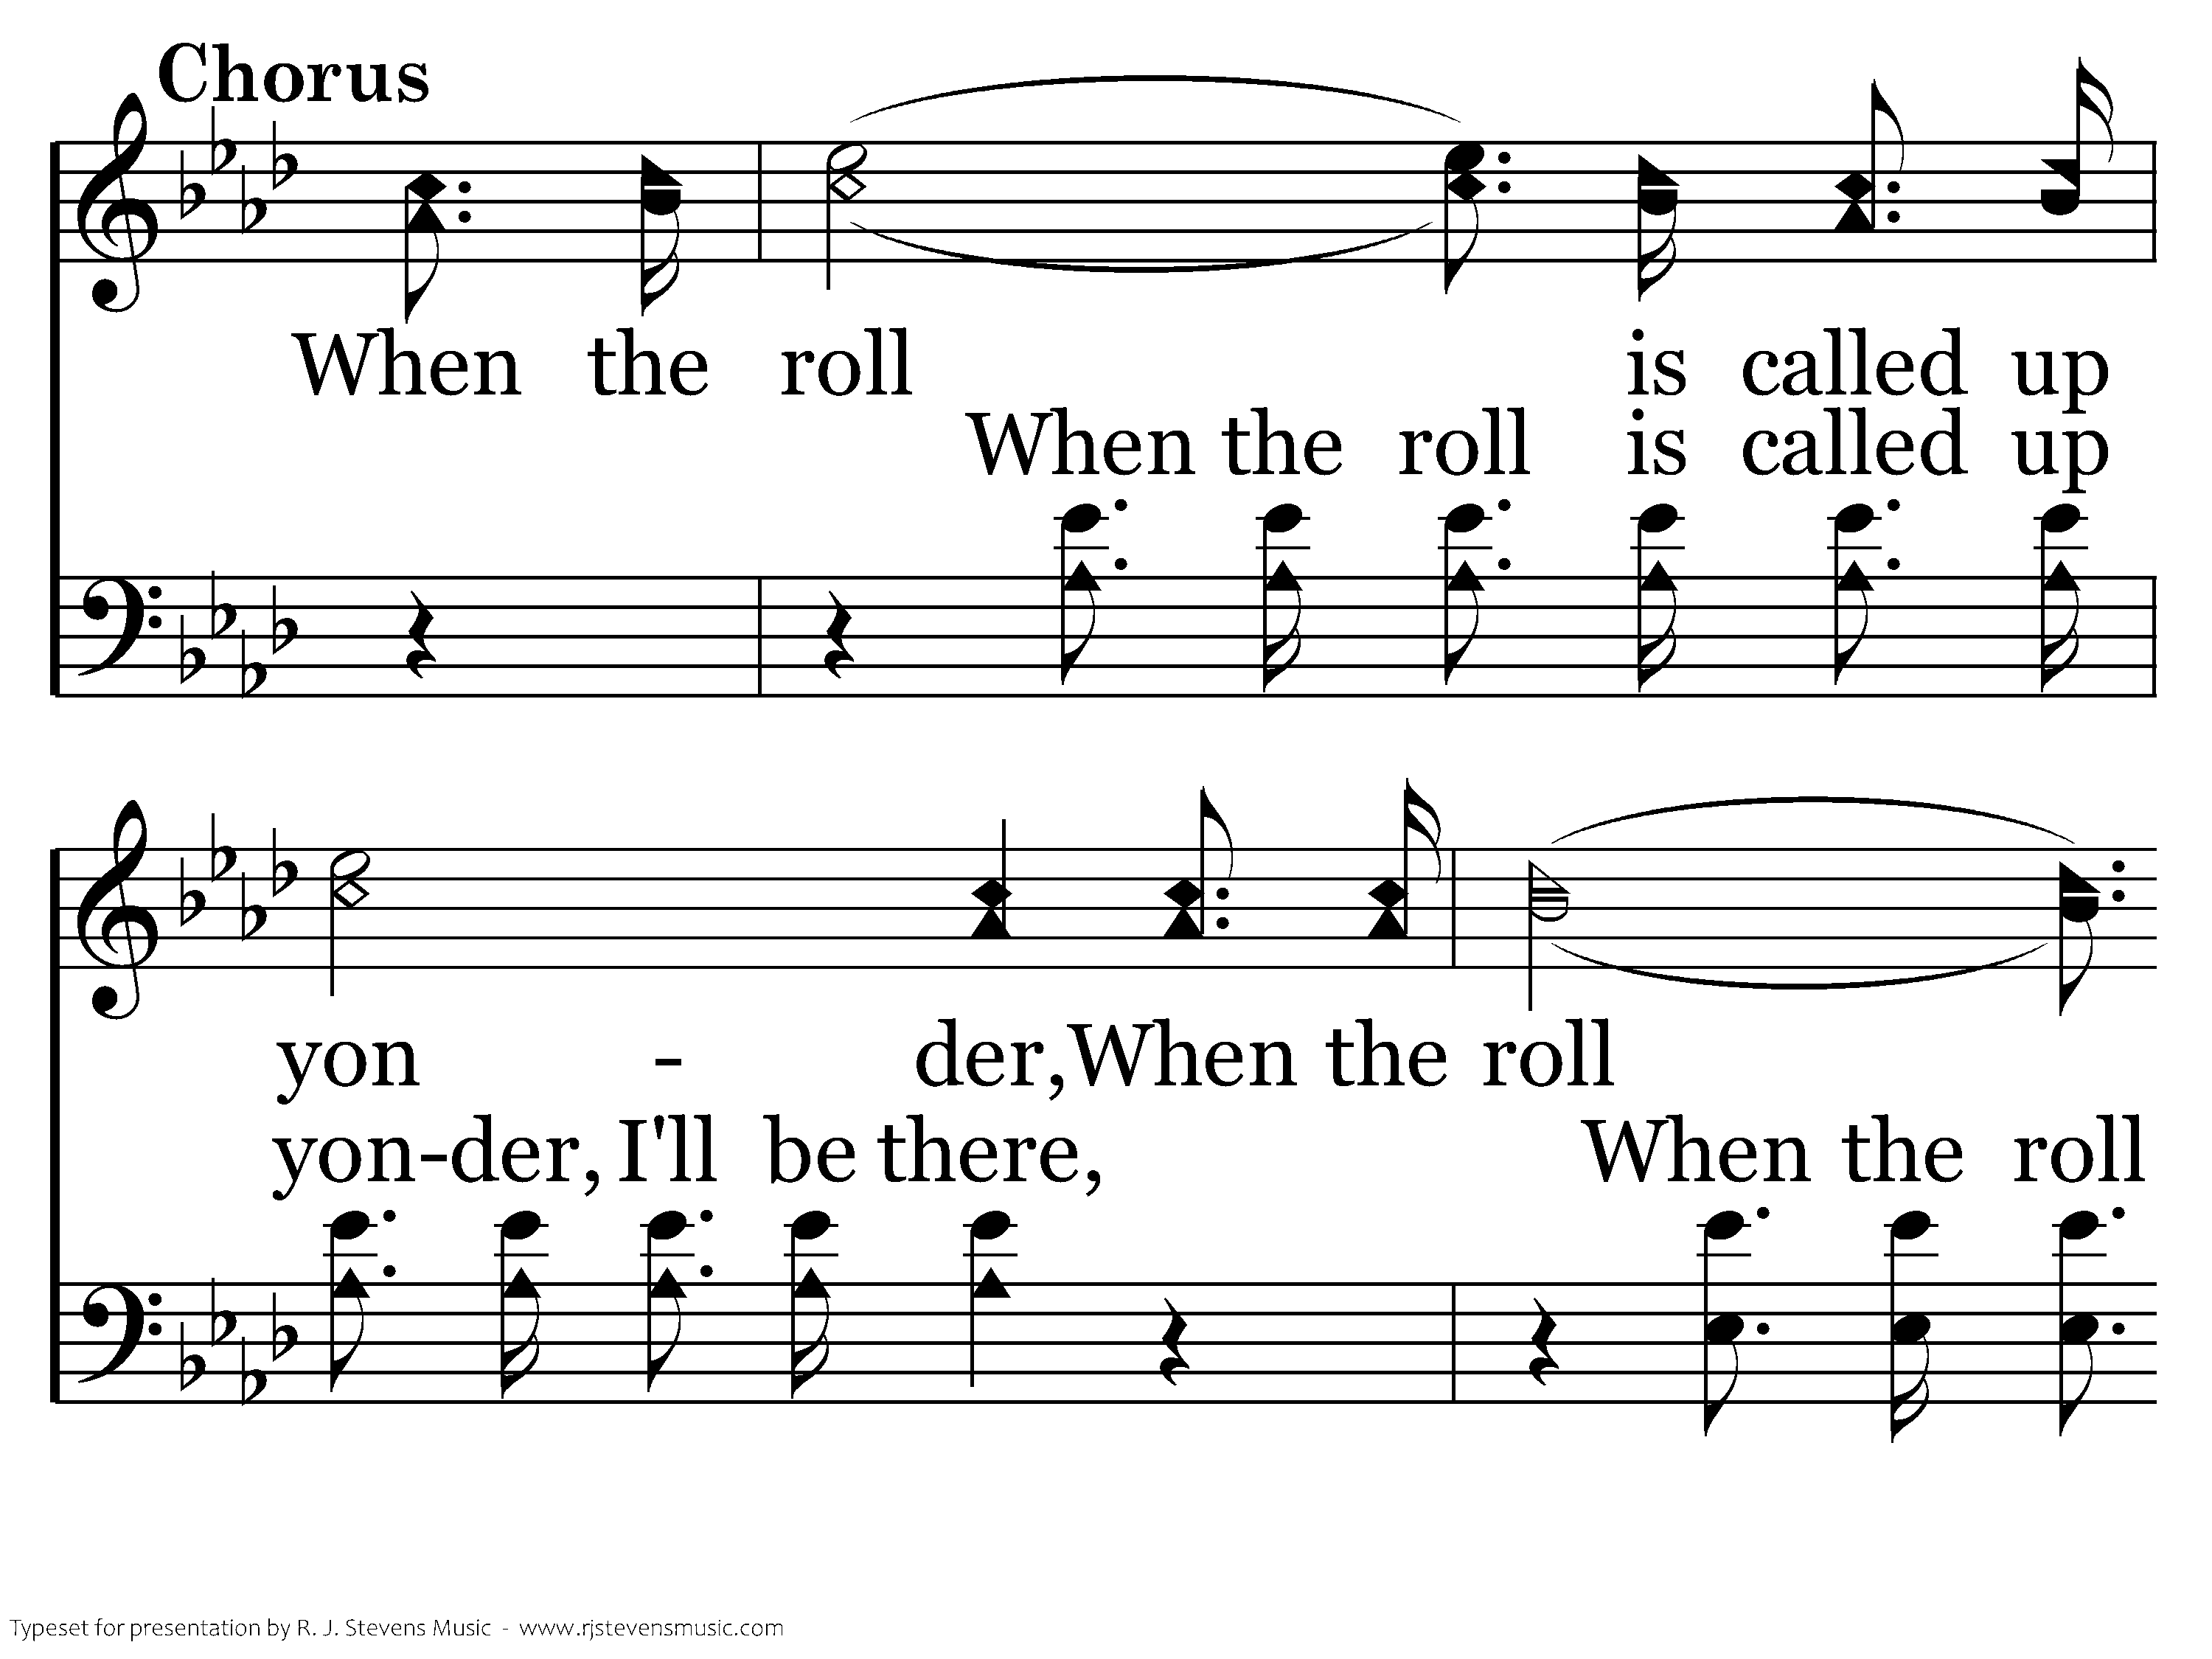 Chorus
When the roll is called up
When the roll is called up
yon - der, When the roll
yon-der, I'll be there, When the roll
Typeset for presentation by R. J. Stevens Music - www.rjstevensmusic.com